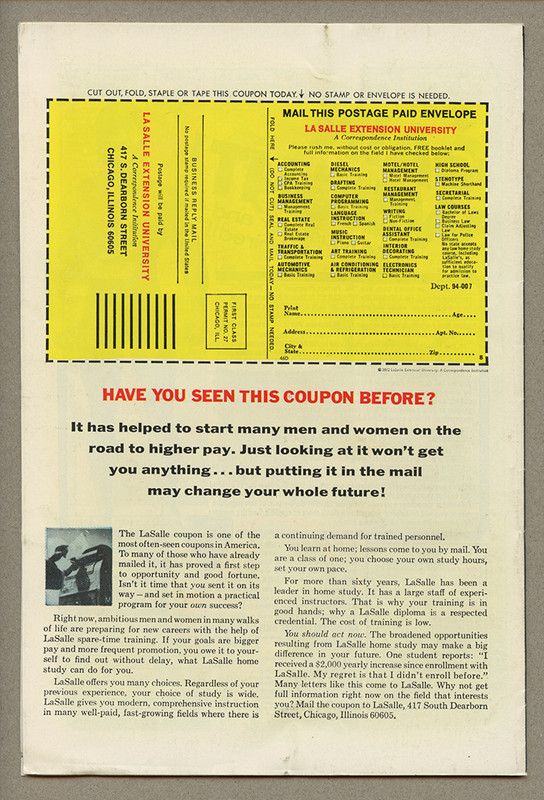 CUT OUT, FOLD, STAPLE OR TAPE THIS COUPON TODAY. ↓ NO STAMP OR ENVELOPE IS NEEDED.
BUSINESS REPLY MAIL
No postage stamp required if mailed in the United States
Postage will be paid by
LA SALLE EXTENSION UNIVERSITY
A Correspondence Institution
417 S. DEARBORN STREET
CHICAGO, ILLINOIS 60605
FIRST CLASS
PERMIT NO. 27
CHICAGO, ILL.
FOLD HERE (DO NOT CUT) SEAL AND MAIL TODAY—NO STAMP NEEDED.
MAIL THIS POSTAGE PAID ENVELOPE
LA SALLE EXTENSION UNIVERSITY
A Correspondence Institution
Please rush me, without cost or obligation, FREE booklet and
full information on the field I have checked below:
ACCOUNTING
Complete
Accounting
Income Tax
CPA Training
Bookkeeping
BUSINESS
MANAGEMENT
Management
Training
REAL ESTATE
Complete Real
Estate
Real Estate
Brokerage
TRAFFIC &
TRANSPORTATION
Complete Training
AUTOMOTIVE
MECHANICS
Basic Training
DIESEL
MECHANICS
Basic Training
DRAFTING
Complete Training
COMPUTER
PROGRAMMING
Basic Training
LANGUAGE
INSTRUCTION
French Spanish
MUSIC
INSTRUCTION
Piano Guitar
ART TRAINING
Complete Training
AIR CONDITIONING
& REFRIGERATION
Basic Training
MOTEL/HOTEL
MANAGEMENT
Motel Management
Hotel Management
RESTAURANT
MANAGEMENT
Management
Training
WRITING
Fiction
Non-Fiction
DENTAL OFFICE
ASSISTANT
Complete Training
INTERIOR
DECORATING
Complete Training
ELECTRONICS
TECHNICIAN
Basic Training
HIGH SCHOOL
Diploma Program
STENOTYPE
Machine Shorthand
SECRETARIAL
Complete Training
LAW COURSES
Bachelor of Laws
Degree
Business Law
Claim Adjusting
Law
Law for Police
Officers
No state accepts
any law home study
course, including
LaSalle's, as
sufficient educa-
tion to qualify
for admission to
practice law.
Dept. 94-007
Print
Name Age
Address Apt. No.
City &
State Zip
46D
8
© 1972 LaSalle Extension University, A Correspondence Institution
HAVE YOU SEEN THIS COUPON BEFORE?
It has helped to start many men and women on the
road to higher pay. Just looking at it won't get
you anything...but putting it in the mail
may change your whole future!
The LaSalle coupon is one of the
most often-seen coupons in America.
To many of those who have already
mailed it, it has proved a first step
to opportunity and good fortune.
Isn't it time that you sent it on its
way — and set in motion a practical
program for your own success?
Right now, ambitious men and women in many walks
of life are preparing for new careers with the help of
LaSalle spare-time training. If your goals are bigger
pay and more frequent promotion, you owe it to your-
self to find out without delay, what LaSalle home
study can do for you.
LaSalle offers you many choices. Regardless of your
previous experience, your choice of study is wide.
LaSalle gives you modern, comprehensive instruction
in many well-paid, fast-growing fields where there is
a continuing demand for trained personnel.
You learn at home; lessons come to you by mail. You
are a class of one; you choose your own study hours,
set your own pace.
For more than sixty years, LaSalle has been a
leader in home study. It has a large staff of experi-
enced instructors. That is why your training is in
good hands; why a LaSalle diploma is a respected
credential. The cost of training is low.
You should act now. The broadened opportunities
resulting from LaSalle home study may make a big
difference in your future. One student reports: "I
received a $2,000 yearly increase since enrollment with
LaSalle. My regret is that I didn't enroll before."
Many letters like this come to LaSalle. Why not get
full information right now on the field that interests
you? Mail the coupon to LaSalle, 417 South Dearborn
Street, Chicago, Illinois 60605.